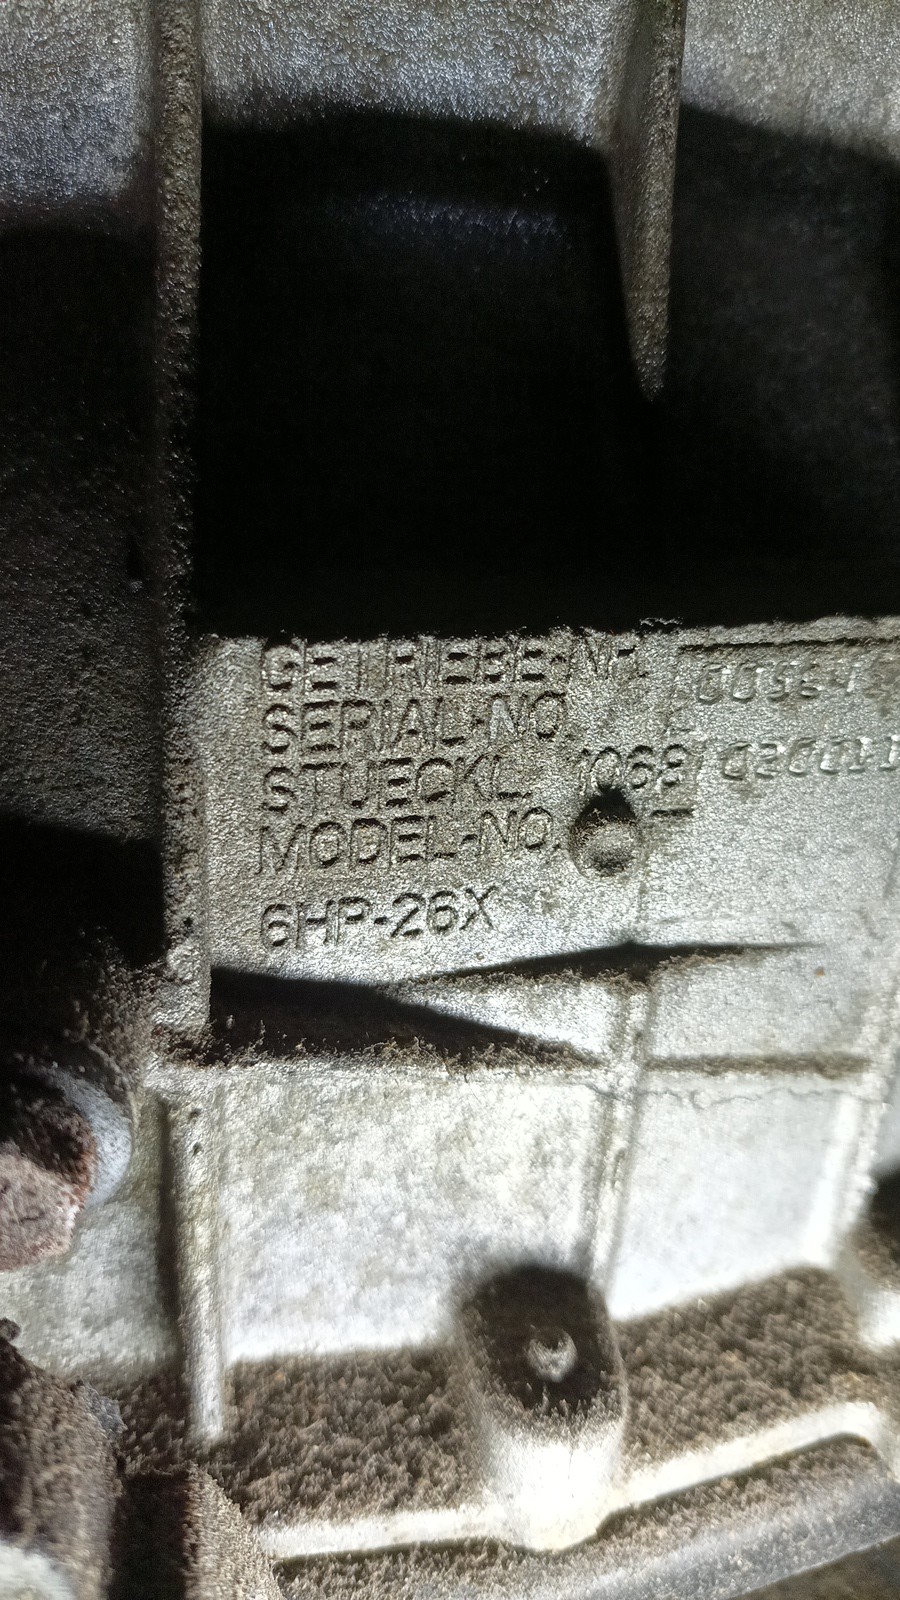 GETRIEBE-NR.
SERIAL-NO.
STUECKL. 1068
MODEL-NO.
6HP-26X